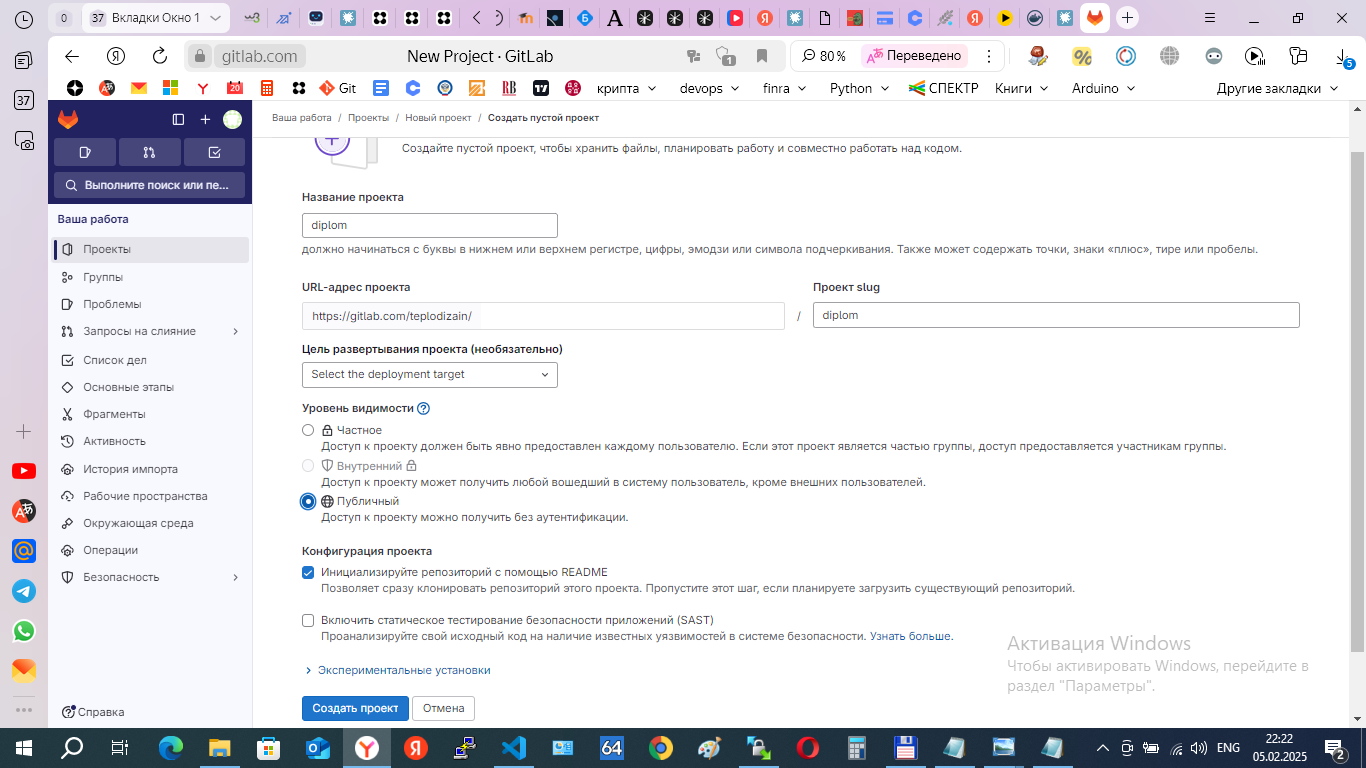 37 Вкладки Окно 1
37
gitlab.com
New Project · GitLab
1
80 %
Переведено
5
20
Git
RB
17
крипта
devops
finra
Python
СПЕКТР
Книги
Arduino
Другие закладки
Ваша работа / Проекты / Новый проект / Создать пустой проект
Выполните поиск или пе...
Ваша работа
Проекты
Группы
Проблемы
Запросы на слияние
Список дел
Основные этапы
Фрагменты
Активность
История импорта
Рабочие пространства
Окружающая среда
Операции
Безопасность
Справка
Создайте пустой проект, чтобы хранить файлы, планировать работу и совместно работать над кодом.
Название проекта
diplom
должно начинаться с буквы в нижнем или верхнем регистре, цифры, эмодзи или символа подчеркивания. Также может содержать точки, знаки «плюс», тире или пробелы.
URL-адрес проекта
Проект slug
https://gitlab.com/teplodizain/
/
diplom
Цель развертывания проекта (необязательно)
Select the deployment target
Уровень видимости
Частное
Доступ к проекту должен быть явно предоставлен каждому пользователю. Если этот проект является частью группы, доступ предоставляется участникам группы.
Внутренний
Доступ к проекту может получить любой вошедший в систему пользователь, кроме внешних пользователей.
Публичный
Доступ к проекту можно получить без аутентификации.
Конфигурация проекта
Инициализируйте репозиторий с помощью README
Позволяет сразу клонировать репозиторий этого проекта. Пропустите этот шаг, если планируете загрузить существующий репозиторий.
Включить статическое тестирование безопасности приложений (SAST)
Проанализируйте свой исходный код на наличие известных уязвимостей в системе безопасности. Узнать больше.
Экспериментальные установки
Создать проект
Отмена
Активация Windows
Чтобы активировать Windows, перейдите в
раздел "Параметры".
64
ENG
22:22
05.02.2025
2